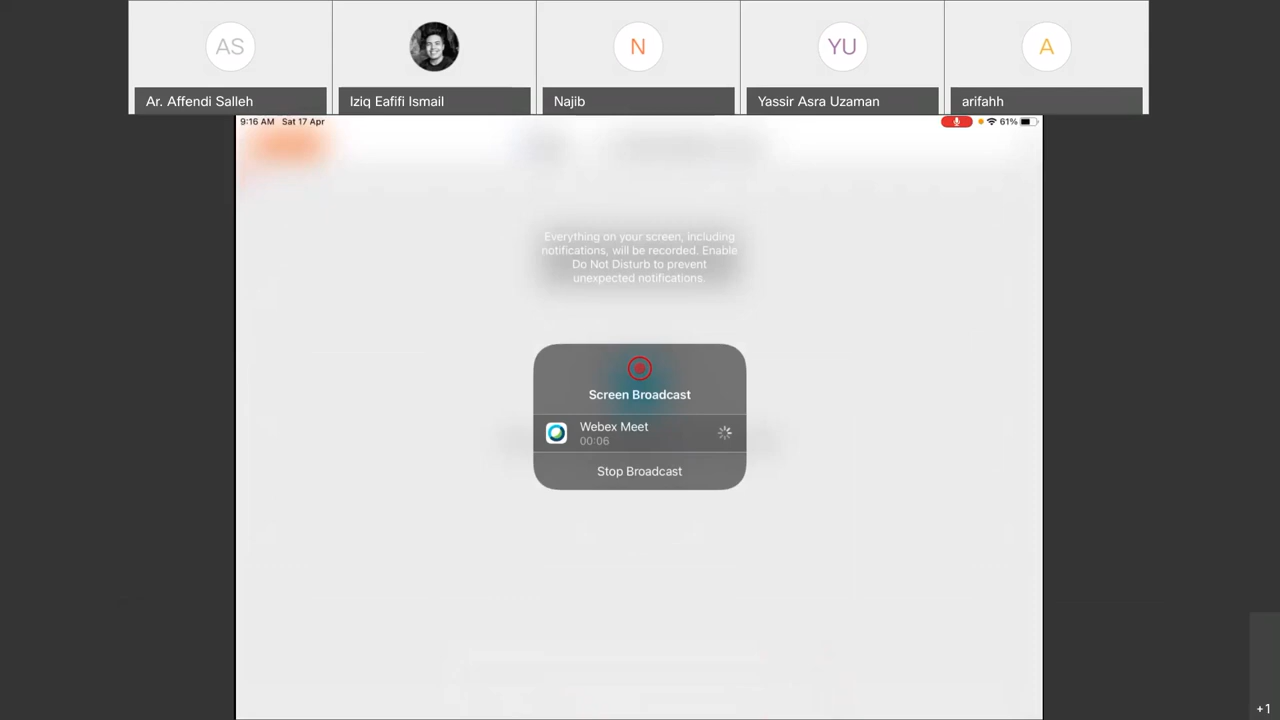 AS
N
YU
A
Ar. Affendi Salleh
Iziq Eafifi Ismail
Najib
Yassir Asra Uzaman
arifahh
9:16 AM Sat 17 Apr
61%
Everything on your screen, including
notifications, will be recorded. Enable
Do Not Disturb to prevent
unexpected notifications.
Screen Broadcast
Webex Meet
00:06
Stop Broadcast
+1